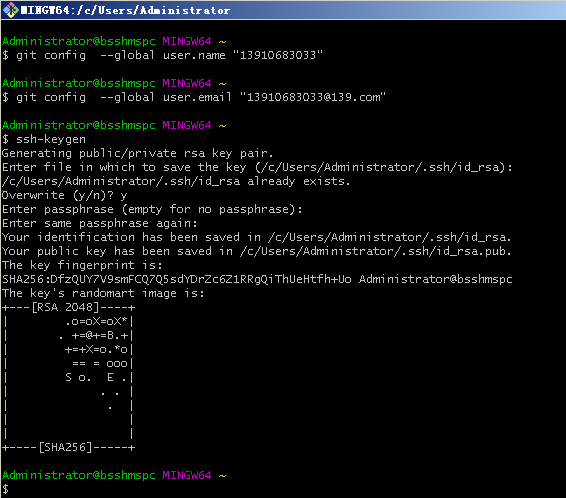 MINGW64:/c/Users/Administrator
Administrator@bsshmspc MINGW64 ~
$ git config  --global user.name "13910683033"
Administrator@bsshmspc MINGW64 ~
$ git config  --global user.email "13910683033@139.com"
Administrator@bsshmspc MINGW64 ~
$ ssh-keygen
Generating public/private rsa key pair.
Enter file in which to save the key (/c/Users/Administrator/.ssh/id_rsa):
/c/Users/Administrator/.ssh/id_rsa already exists.
Overwrite (y/n)? y
Enter passphrase (empty for no passphrase):
Enter same passphrase again:
Your identification has been saved in /c/Users/Administrator/.ssh/id_rsa.
Your public key has been saved in /c/Users/Administrator/.ssh/id_rsa.pub.
The key fingerprint is:
SHA256:DfzQUY7V9smFCQ7Q5sdYDrZc6Z1RRgQiThUeHtfh+Uo Administrator@bsshmspc
The key's randomart image is:
+---[RSA 2048]----+
|       .o=oX=oX*|
|      . +=@+=B.+|
|       +=+X=o.*o|
|        == = ooo|
|       S o.  E .|
|           . . |
|            .  |
|               |
|               |
+----[SHA256]-----+
Administrator@bsshmspc MINGW64 ~
$